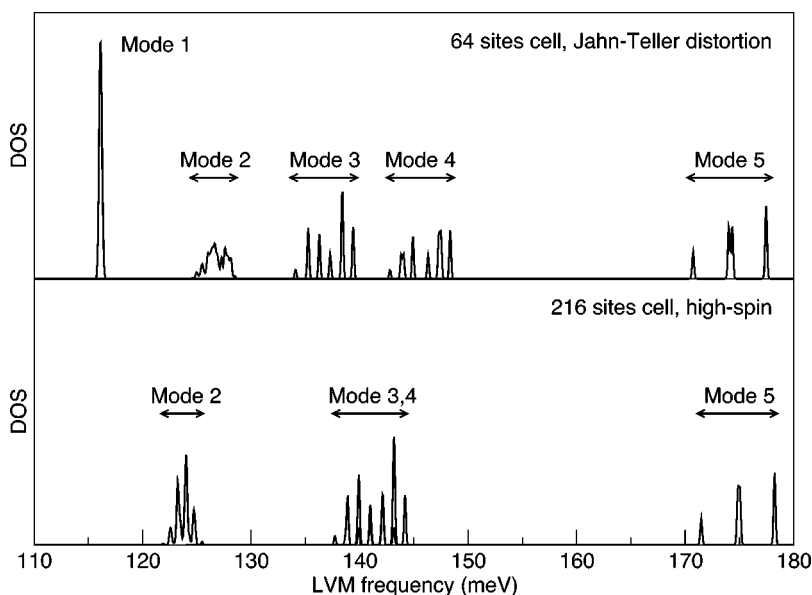 Mode 1
64 sites cell, Jahn-Teller distortion
DOS
Mode 2
Mode 3
Mode 4
Mode 5
216 sites cell, high-spin
DOS
Mode 2
Mode 3,4
Mode 5
110
120
130
140
150
160
170
180
LVM frequency (meV)